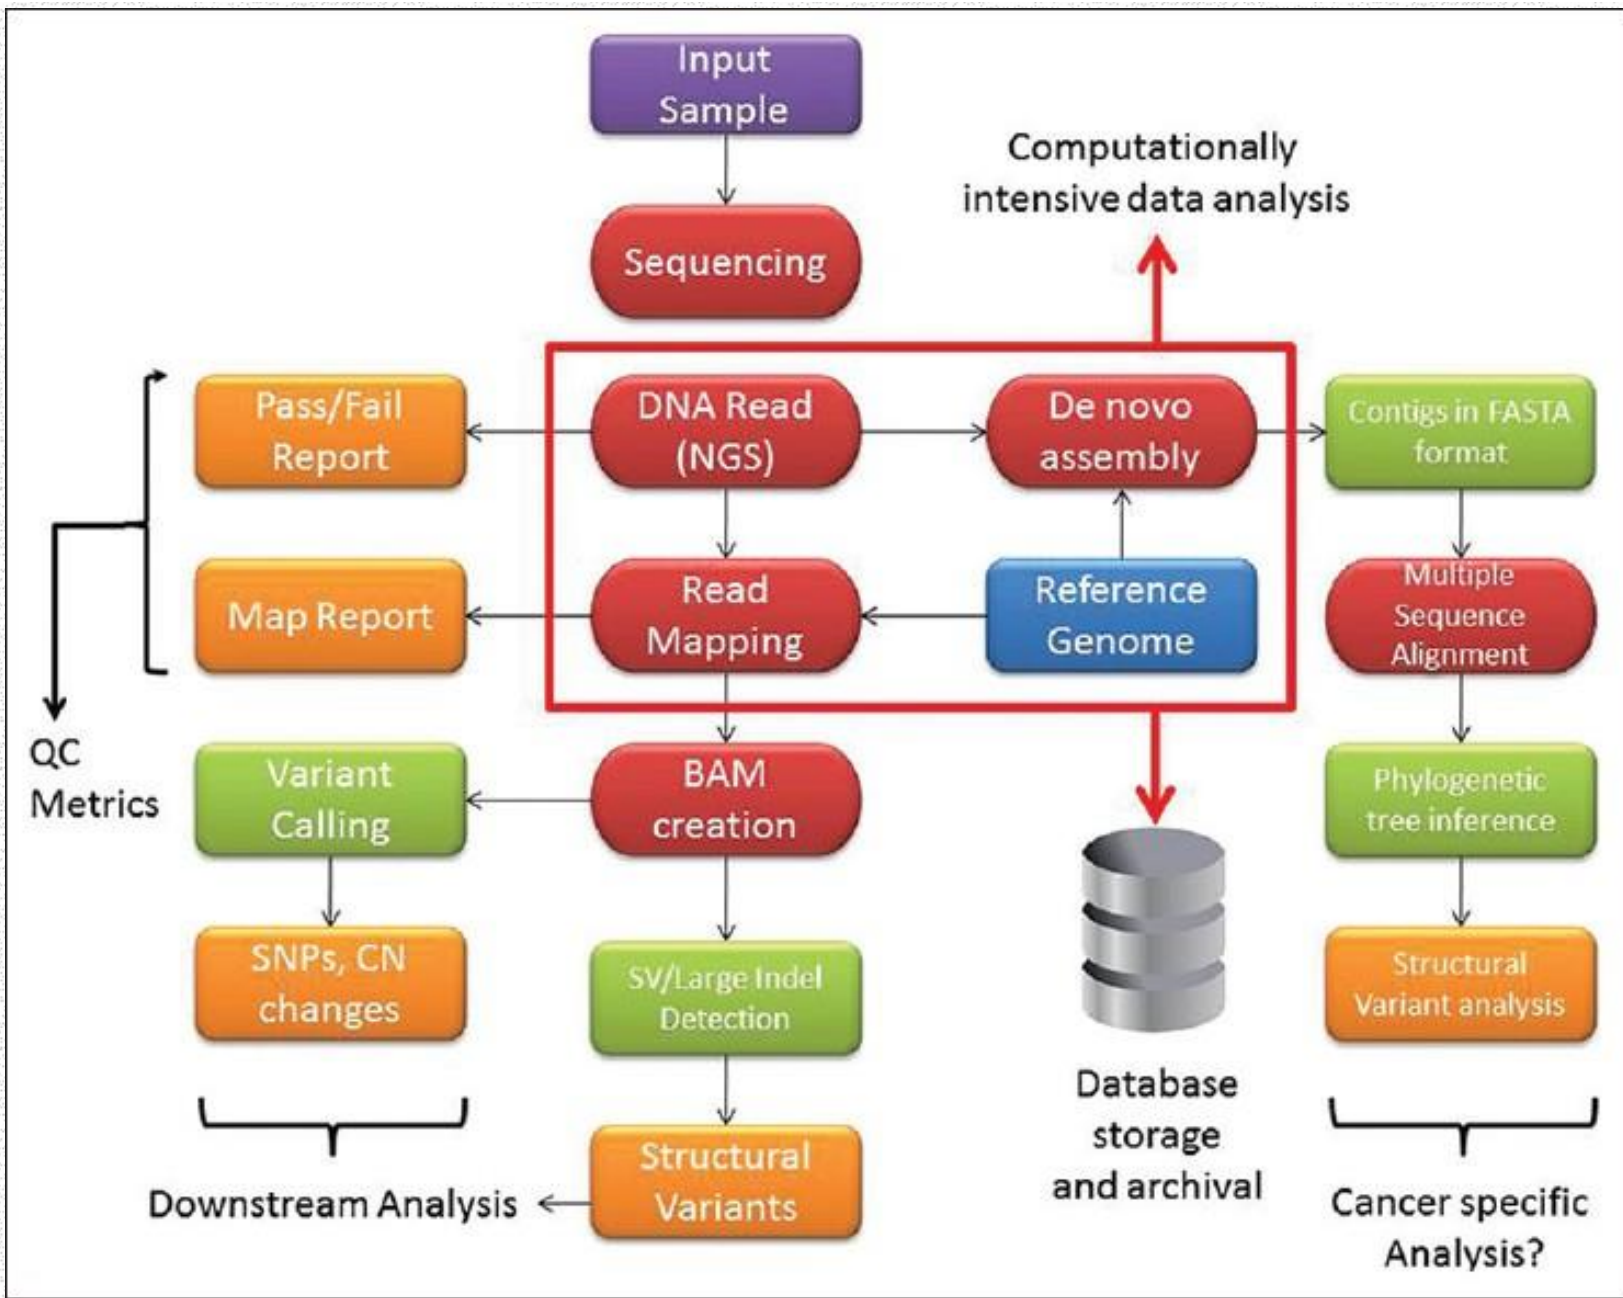 Input
Sample
Computationally
intensive data analysis
Sequencing
Pass/Fail
Report
DNA Read
(NGS)
De novo
assembly
Contigs in FASTA
format
Map Report
Read
Mapping
Reference
Genome
Multiple
Sequence
Alignment
QC
Metrics
Variant
Calling
BAM
creation
Phylogenetic
tree inference
SNPs, CN
changes
SV/Large Indel
Detection
Structural
Variant analysis
Database
storage
and archival
Downstream Analysis
Structural
Variants
Cancer specific
Analysis?